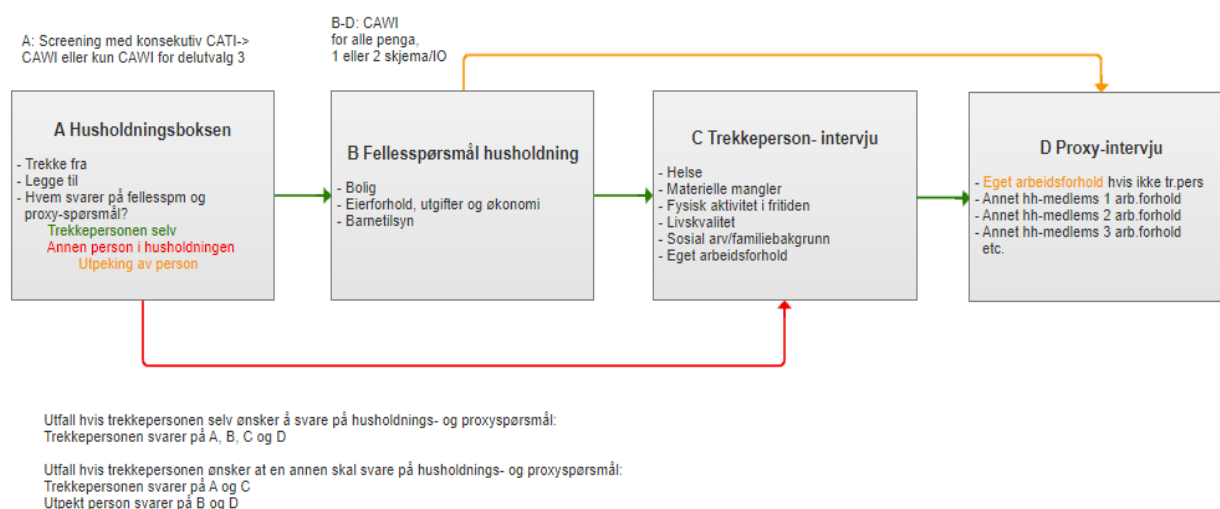 A: Screening med konsekutiv CATI->
CAWI eller kun CAWI for delutvalg 3
B-D: CAWI
for alle penga,
1 eller 2 skjema/IO
A Husholdningsboksen
- Trekke fra
- Legge til
- Hvem svarer på fellesspm og
proxy-spørsmål?
Trekkepersonen selv
Annen person i husholdningen
Utpeking av person
B Fellesspørsmål husholdning
- Bolig
- Eierforhold, utgifter og økonomi
- Barnetilsyn
C Trekkeperson- intervju
- Helse
- Materielle mangler
- Fysisk aktivitet i fritiden
- Livskvalitet
- Sosial arv/familiebakgrunn
- Eget arbeidsforhold
D Proxy-intervju
- Eget arbeidsforhold hvis ikke tr.pers
- Annet hh-medlems 1 arb.forhold
- Annet hh-medlems 2 arb.forhold
- Annet hh-medlems 3 arb.forhold
etc.
Utfall hvis trekkepersonen selv ønsker å svare på husholdnings- og proxyspørsmål:
Trekkepersonen svarer på A, B, C og D
Utfall hvis trekkepersonen ønsker at en annen skal svare på husholdnings- og proxyspørsmål:
Trekkepersonen svarer på A og C
Utpekt person svarer på B og D